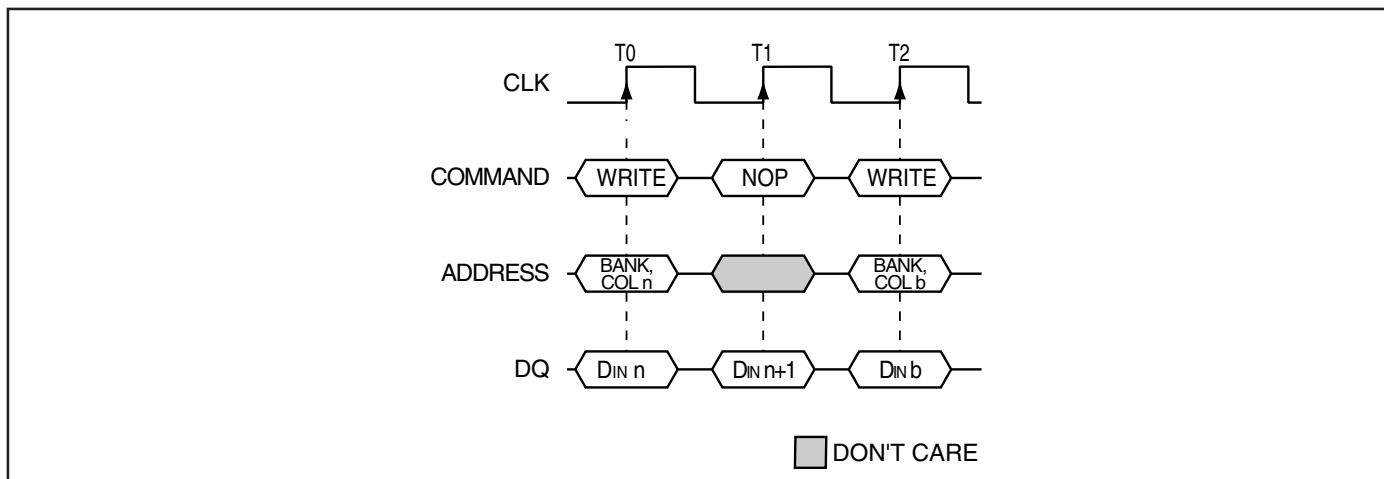 T0 T1 T2
CLK
COMMAND WRITE NOP WRITE
ADDRESS BANK, COL n BANK, COL b
DQ DIN n DIN n+1 DIN b
DON'T CARE